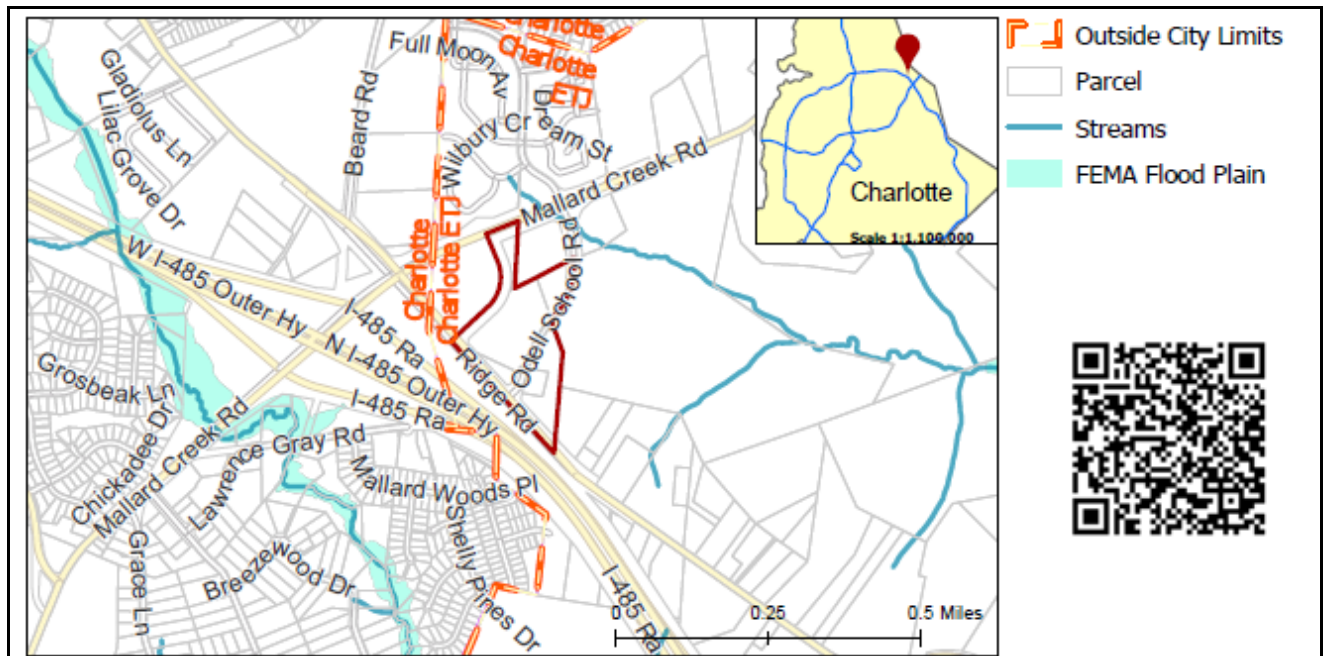 Charlotte
Charlotte
ETJ
Full Moon Av
Dream St
Wilbury Cr
Gladiolus Ln
Lilac Grove Dr
Beard Rd
Mallard Creek Rd
Charlotte
Charlotte ETJ
Odell School Rd
W I-485 Outer Hy
I-485 Ra
N I-485 Outer Hy
Ridge Rd
I-485 Ra
Grosbeak Ln
Chickadee Dr
Mallard Creek Rd
Lawrence Gray Rd
Mallard Woods Pl
Shelly Pines Dr
Grace Ln
Breezewood Dr
I-485 Ra
0 0.25 0.5 Miles
Charlotte
Scale 1:1,100,000
Outside City Limits
Parcel
Streams
FEMA Flood Plain